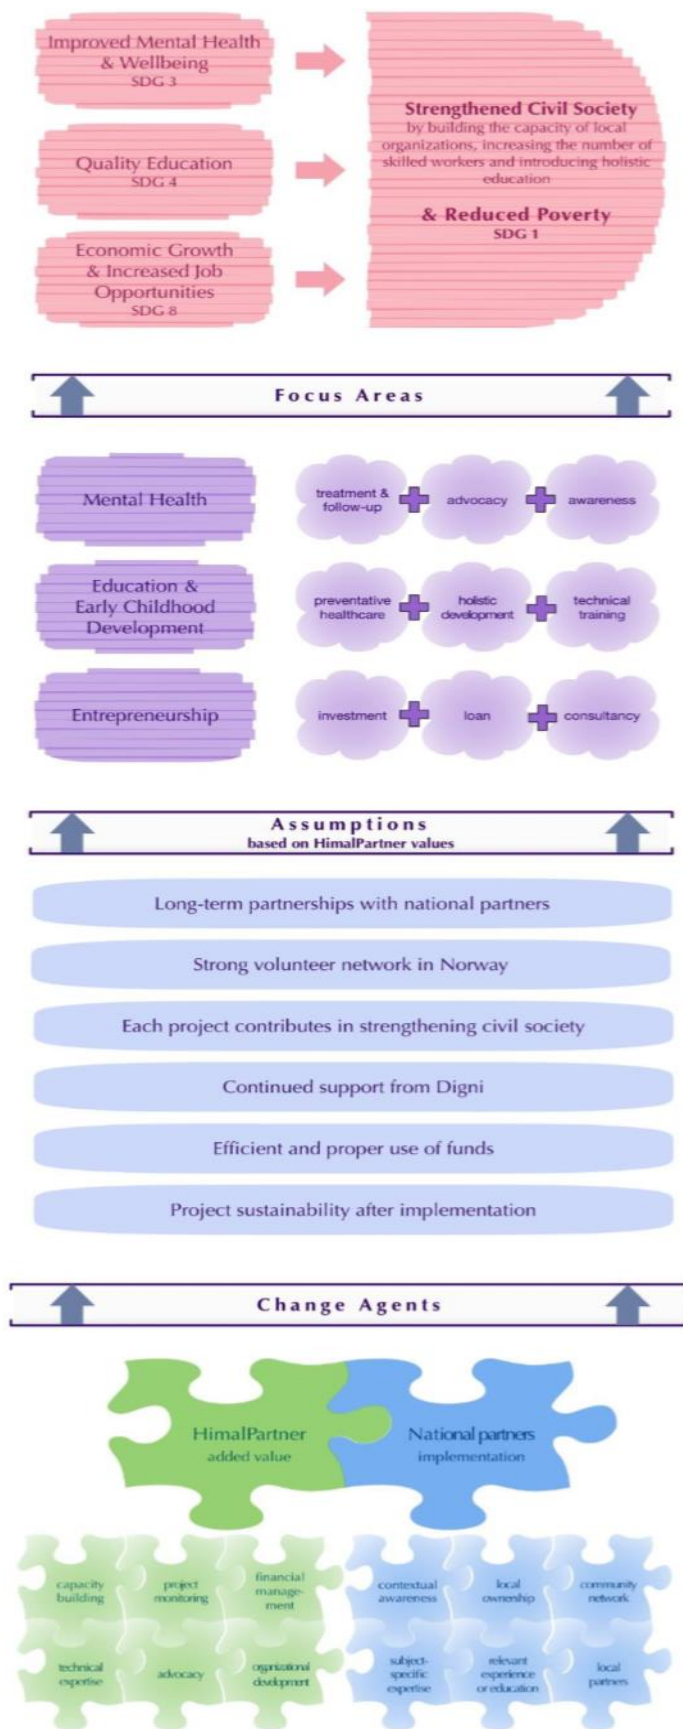 Improved Mental Health
& Wellbeing
SDG 3
Strengthened Civil Society
by building the capacity of local
organizations, increasing the number of
skilled workers and introducing holistic
education
& Reduced Poverty
SDG 1
Quality Education
SDG 4
Economic Growth
& Increased Job
Opportunities
SDG 8
Focus Areas
Mental Health
treatment &
follow-up
advocacy
awareness
Education &
Early Childhood
Development
preventative
healthcare
holistic
development
technical
training
Entrepreneurship
investment
loan
consultancy
Assumptions
based on HimalPartner values
Long-term partnerships with national partners
Strong volunteer network in Norway
Each project contributes in strengthening civil society
Continued support from Digni
Efficient and proper use of funds
Project sustainability after implementation
Change Agents
HimalPartner
added value
National partners
implementation
capacity
building
project
monitoring
financial
manage-
ment
contextual
awareness
local
ownership
community
network
technical
expertise
advocacy
organizational
development
subject-
specific
expertise
relevant
experience
or education
local
partners